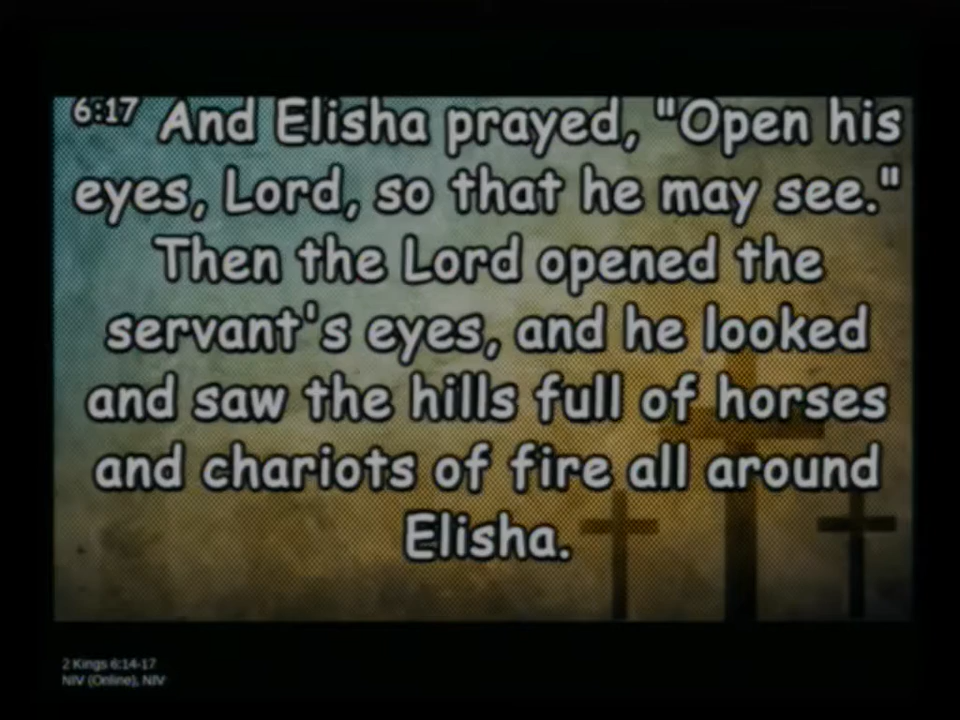 6:17 And Elisha prayed, "Open his
eyes, Lord, so that he may see."
Then the Lord opened the
servant's eyes, and he looked
and saw the hills full of horses
and chariots of fire all around
Elisha.
2 Kings 6:14-17
NIV (Online), NIV